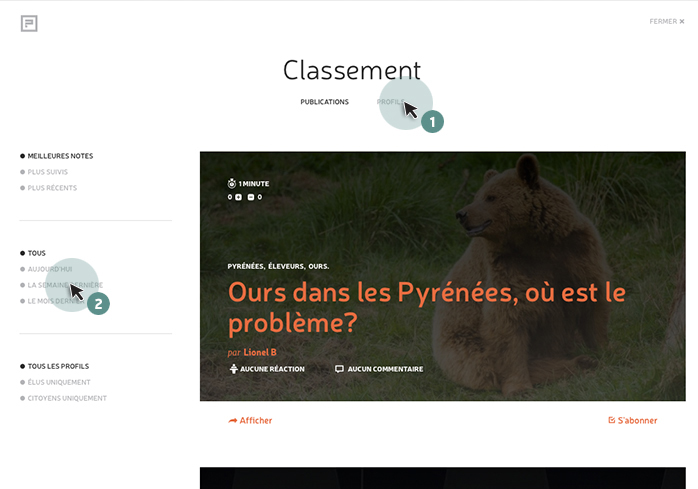 FERMER ✕
Classement
PUBLICATIONS PROFILS
1
MEILLEURES NOTES
PLUS SUIVIS
PLUS RÉCENTS
1 MINUTE
0 + − 0
TOUS
AUJOURD'HUI
LA SEMAINE DERNIÈRE
LE MOIS DERNIER
2
PYRÉNÉES, ÉLEVEURS, OURS.
Ours dans les Pyrénées, où est le
problème?
par Lionel B
AUCUNE RÉACTION AUCUN COMMENTAIRE
TOUS LES PROFILS
ÉLUS UNIQUEMENT
CITOYENS UNIQUEMENT
Afficher S'abonner